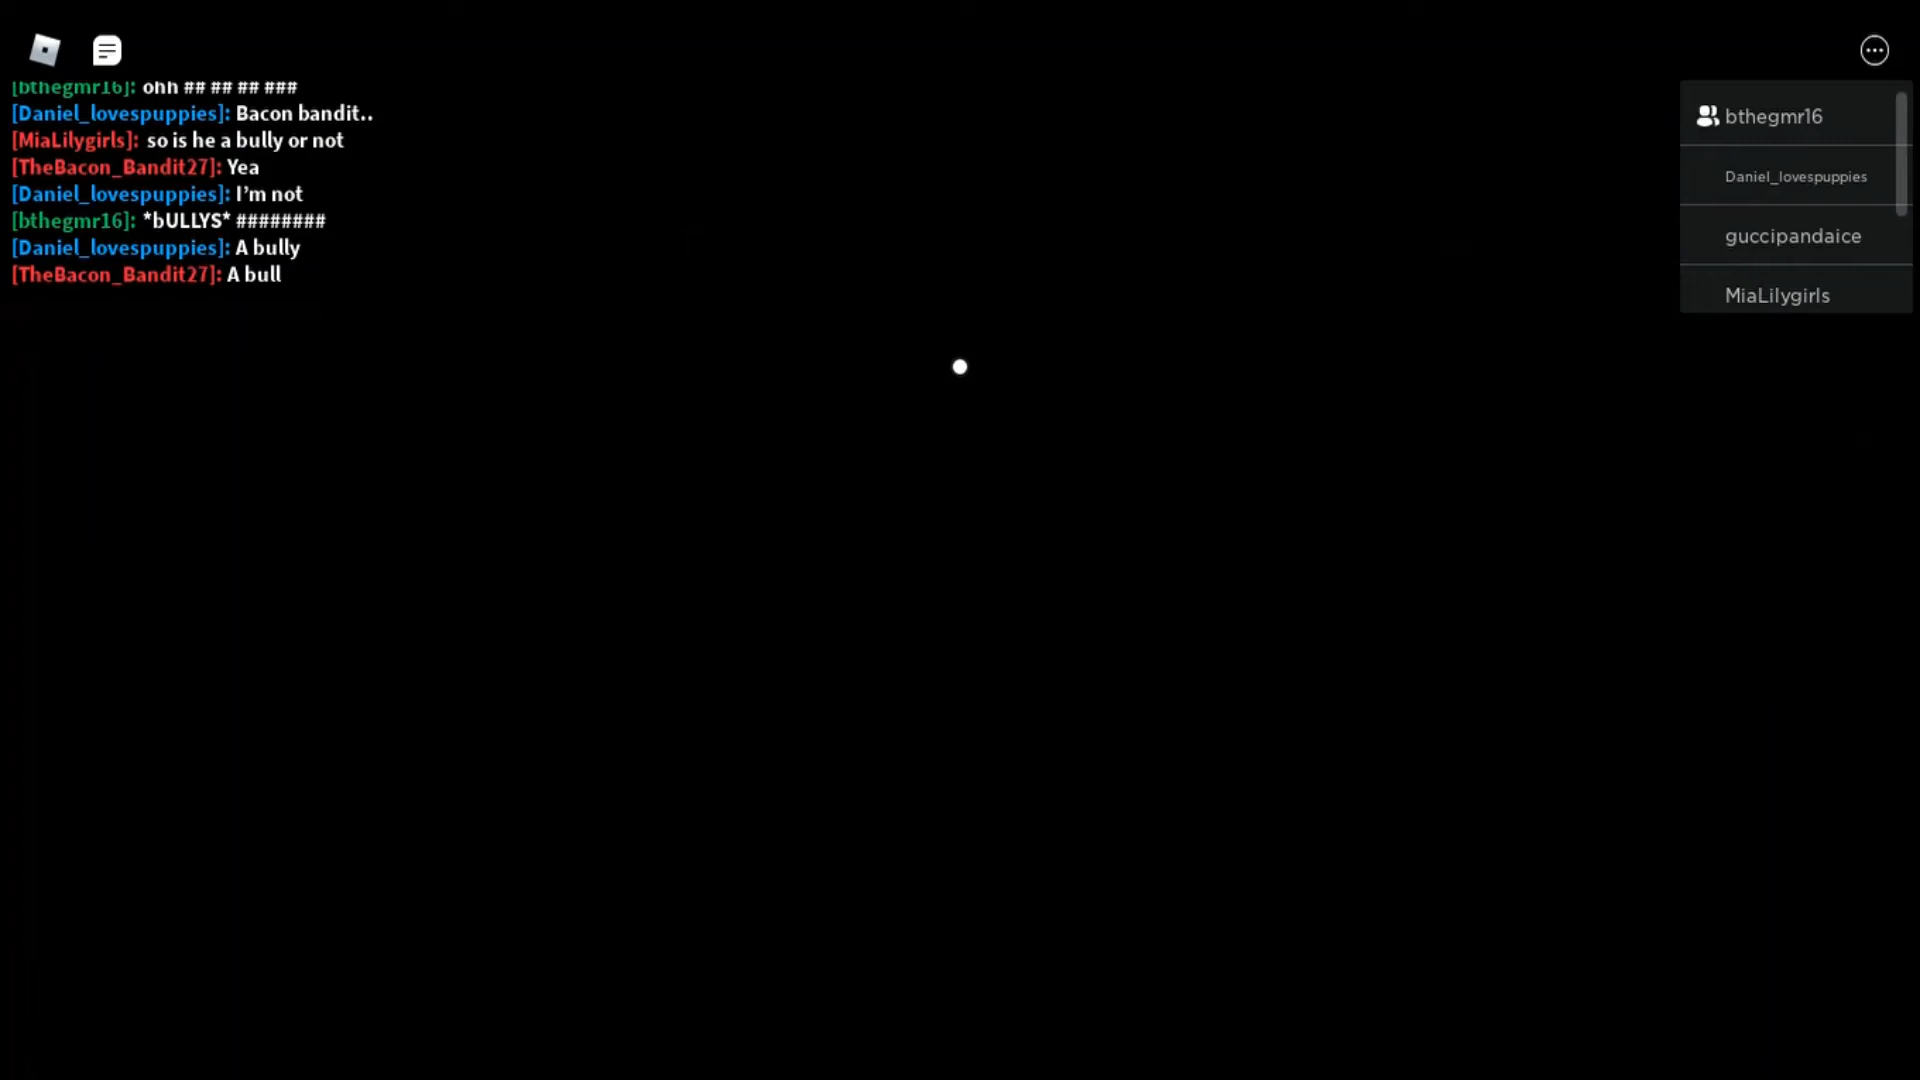 [bthegmr16]: ohh ## ## ## ###
[Daniel_lovespuppies]: Bacon bandit..
[MiaLilygirls]: so is he a bully or not
[TheBacon_Bandit27]: Yea
[Daniel_lovespuppies]: I'm not
[bthegmr16]: *bULLYS* ########
[Daniel_lovespuppies]: A bully
[TheBacon_Bandit27]: A bull
bthegmr16
Daniel_lovespuppies
guccipandaice
MiaLilygirls